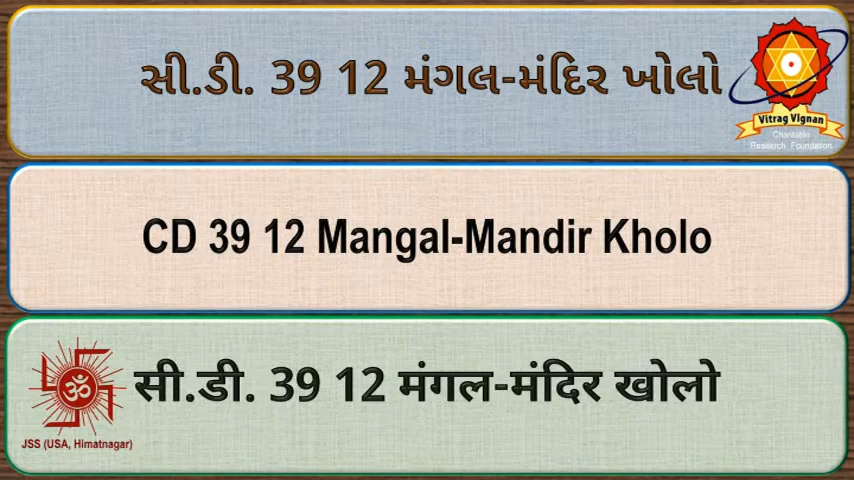 સી.ડી. 39 12 મંગલ-મંદિર ખોલો
Vitrag Vignan
Charitable
Research Foundation
CD 39 12 Mangal-Mandir Kholo
सी.डी. 39 12 मंगल-मंदिर खोलो
ॐ
JSS (USA, Himatnagar)